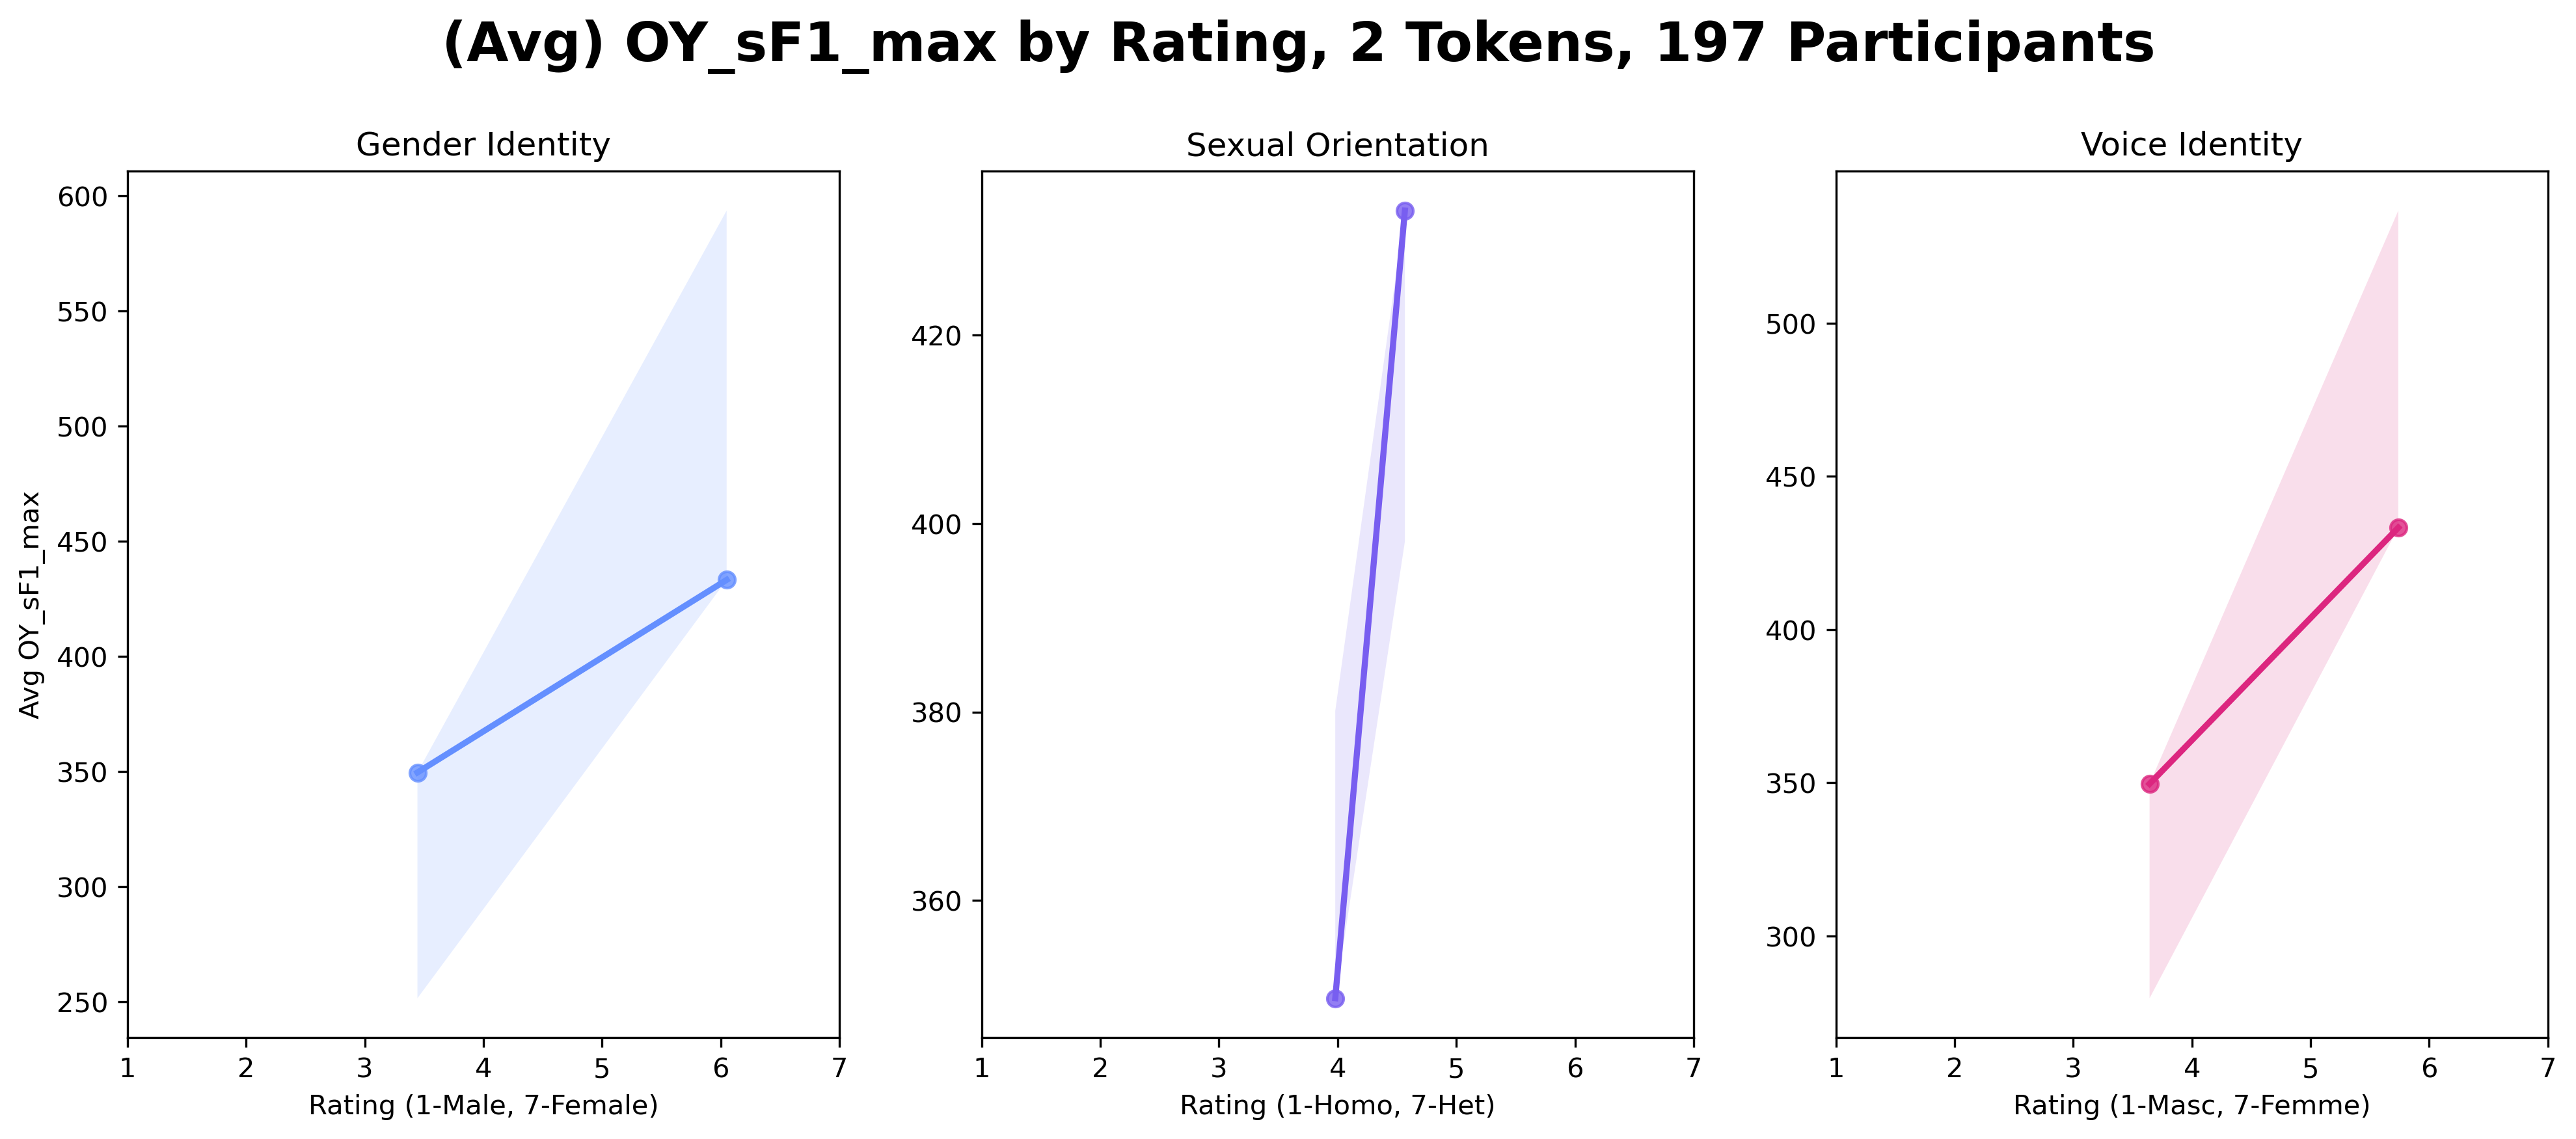 (Avg) OY_sF1_max by Rating, 2 Tokens, 197 Participants
Gender Identity
Avg OY_sF1_max
600
550
500
450
400
350
300
250
1 2 3 4 5 6 7
Rating (1-Male, 7-Female)
Sexual Orientation
420
400
380
360
1 2 3 4 5 6 7
Rating (1-Homo, 7-Het)
Voice Identity
500
450
400
350
300
1 2 3 4 5 6 7
Rating (1-Masc, 7-Femme)